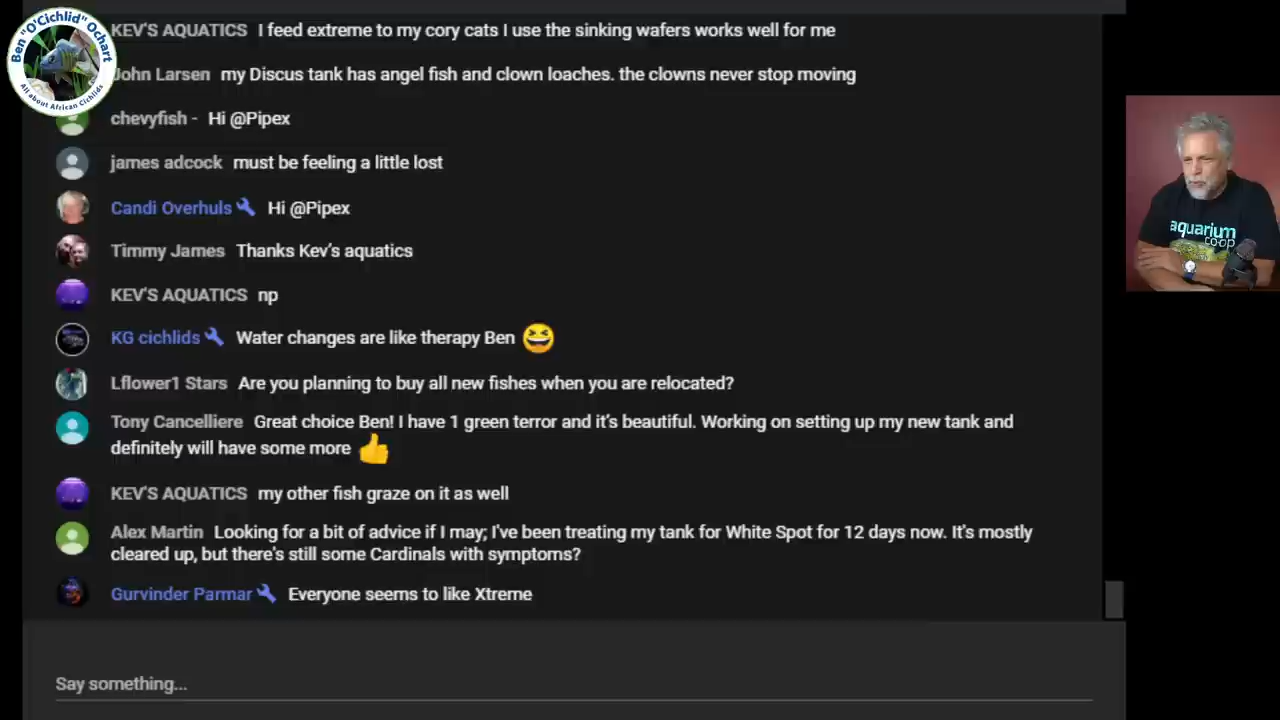 Ben "O'Cichlid" Ochart
All about African Cichlids
KEV'S AQUATICS I feed extreme to my cory cats I use the sinking wafers works well for me
John Larsen my Discus tank has angel fish and clown loaches. the clowns never stop moving
chevyfish - Hi @Pipex
james adcock must be feeling a little lost
Candi Overhuls Hi @Pipex
Timmy James Thanks Kev's aquatics
KEV'S AQUATICS np
KG cichlids Water changes are like therapy Ben 😆
Lflower1 Stars Are you planning to buy all new fishes when you are relocated?
Tony Cancelliere Great choice Ben! I have 1 green terror and it's beautiful. Working on setting up my new tank and
definitely will have some more 👍
KEV'S AQUATICS my other fish graze on it as well
Alex Martin Looking for a bit of advice if I may; I've been treating my tank for White Spot for 12 days now. It's mostly
cleared up, but there's still some Cardinals with symptoms?
Gurvinder Parmar Everyone seems to like Xtreme
Say something...
aquarium
coop